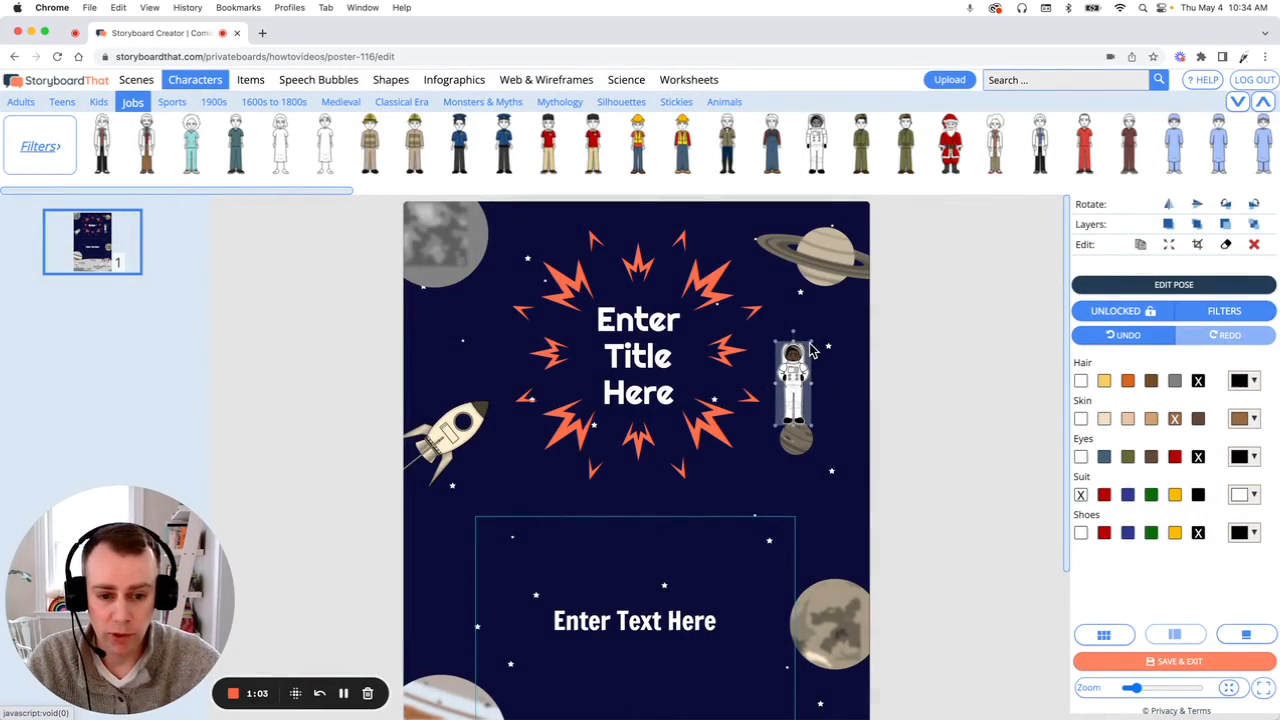 Chrome File Edit View History Bookmarks Profiles Tab Window Help Thu May 4 10:34 AM
Storyboard Creator | Com
storyboardthat.com/privateboards/howtovideos/poster-116/edit
StoryboardThat Scenes Characters Items Speech Bubbles Shapes Infographics Web & Wireframes Science Worksheets Upload Search ... ? HELP LOG OUT
Adults Teens Kids Jobs Sports 1900s 1600s to 1800s Medieval Classical Era Monsters & Myths Mythology Silhouettes Stickies Animals
Filters›
1
Enter
Title
Here
Enter Text Here
Rotate:
Layers:
Edit:
EDIT POSE
UNLOCKED FILTERS
UNDO REDO
Hair
X
Skin
X
Eyes
X
Suit
X
Shoes
X
SAVE & EXIT
Zoom
© Privacy & Terms
1:03
javascript:void(0)